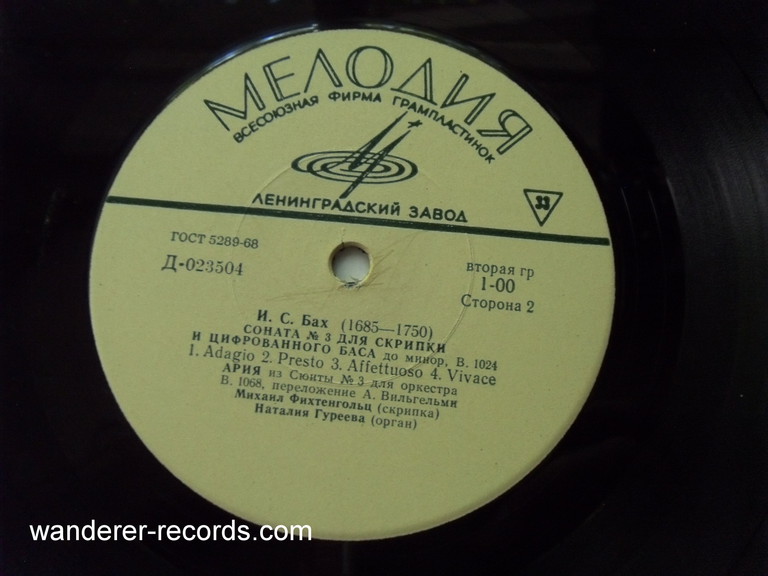 МЕЛОДИЯ
ВСЕСОЮЗНАЯ ФИРМА ГРАМПЛАСТИНОК
ЛЕНИНГРАДСКИЙ ЗАВОД
33
ГОСТ 5289-68
Д-023504
вторая гр
1-00
Сторона 2
И. С. Бах (1685—1750)
СОНАТА № 3 ДЛЯ СКРИПКИ
И ЦИФРОВАННОГО БАСА до минор, B. 1024
1. Adagio 2. Presto 3. Affettuoso 4. Vivace
АРИЯ из Сюиты № 3 для оркестра
B. 1068, переложение А. Вильгельми
Михаил Фихтенгольц (скрипка)
Наталия Гуреева (орган)
wanderer-records.com